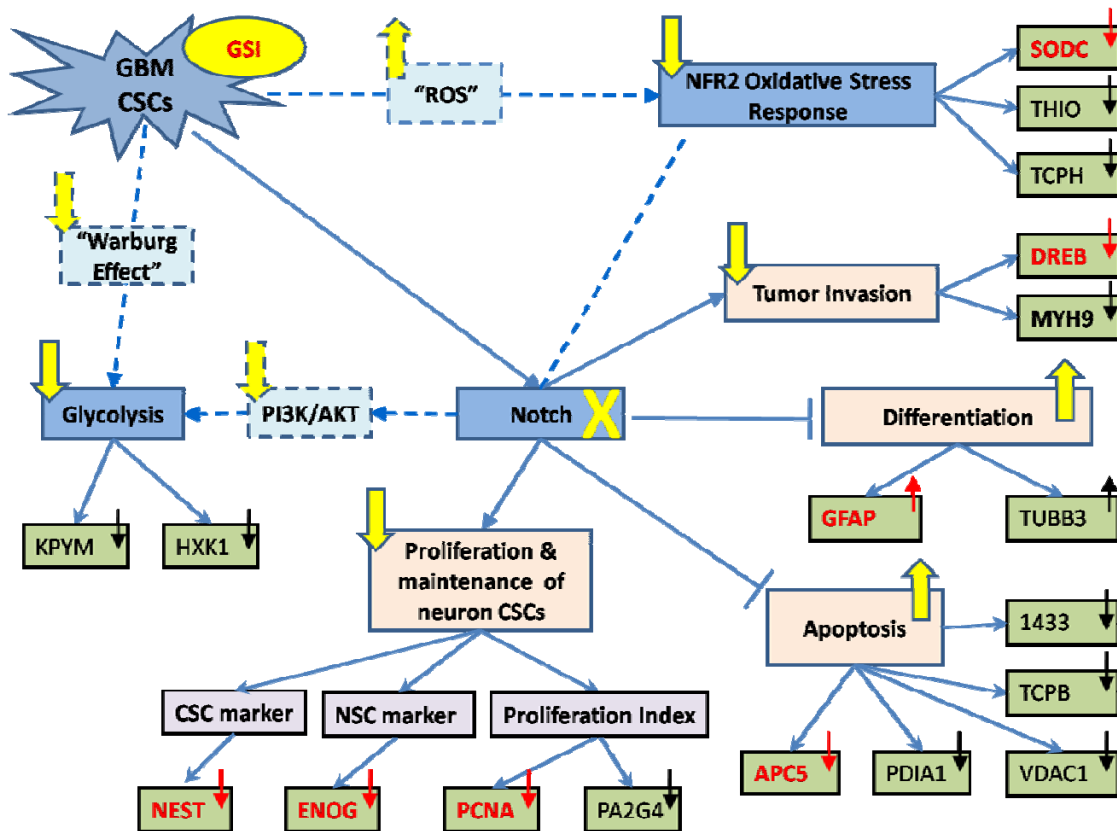 GBM
CSCs
GSI
“ROS”
NFR2 Oxidative Stress
Response
SODC
THIO
TCPH
“Warburg
Effect”
Tumor Invasion
DREB
MYH9
Glycolysis
PI3K/AKT
Notch
X
Differentiation
KPYM
HXK1
GFAP
TUBB3
Proliferation &
maintenance of
neuron CSCs
Apoptosis
1433
TCPB
CSC marker
NSC marker
Proliferation Index
APC5
PDIA1
VDAC1
NEST
ENOG
PCNA
PA2G4